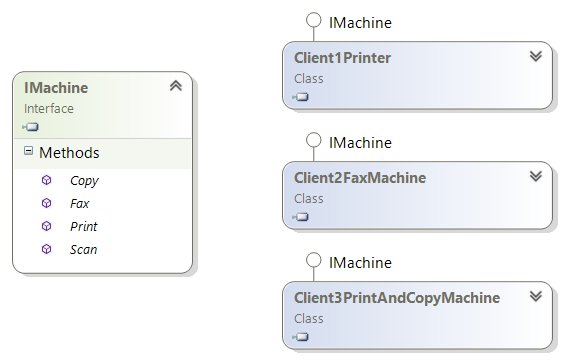 IMachine
Interface
Methods
Copy
Fax
Print
Scan
IMachine
Client1Printer
Class
IMachine
Client2FaxMachine
Class
IMachine
Client3PrintAndCopyMachine
Class